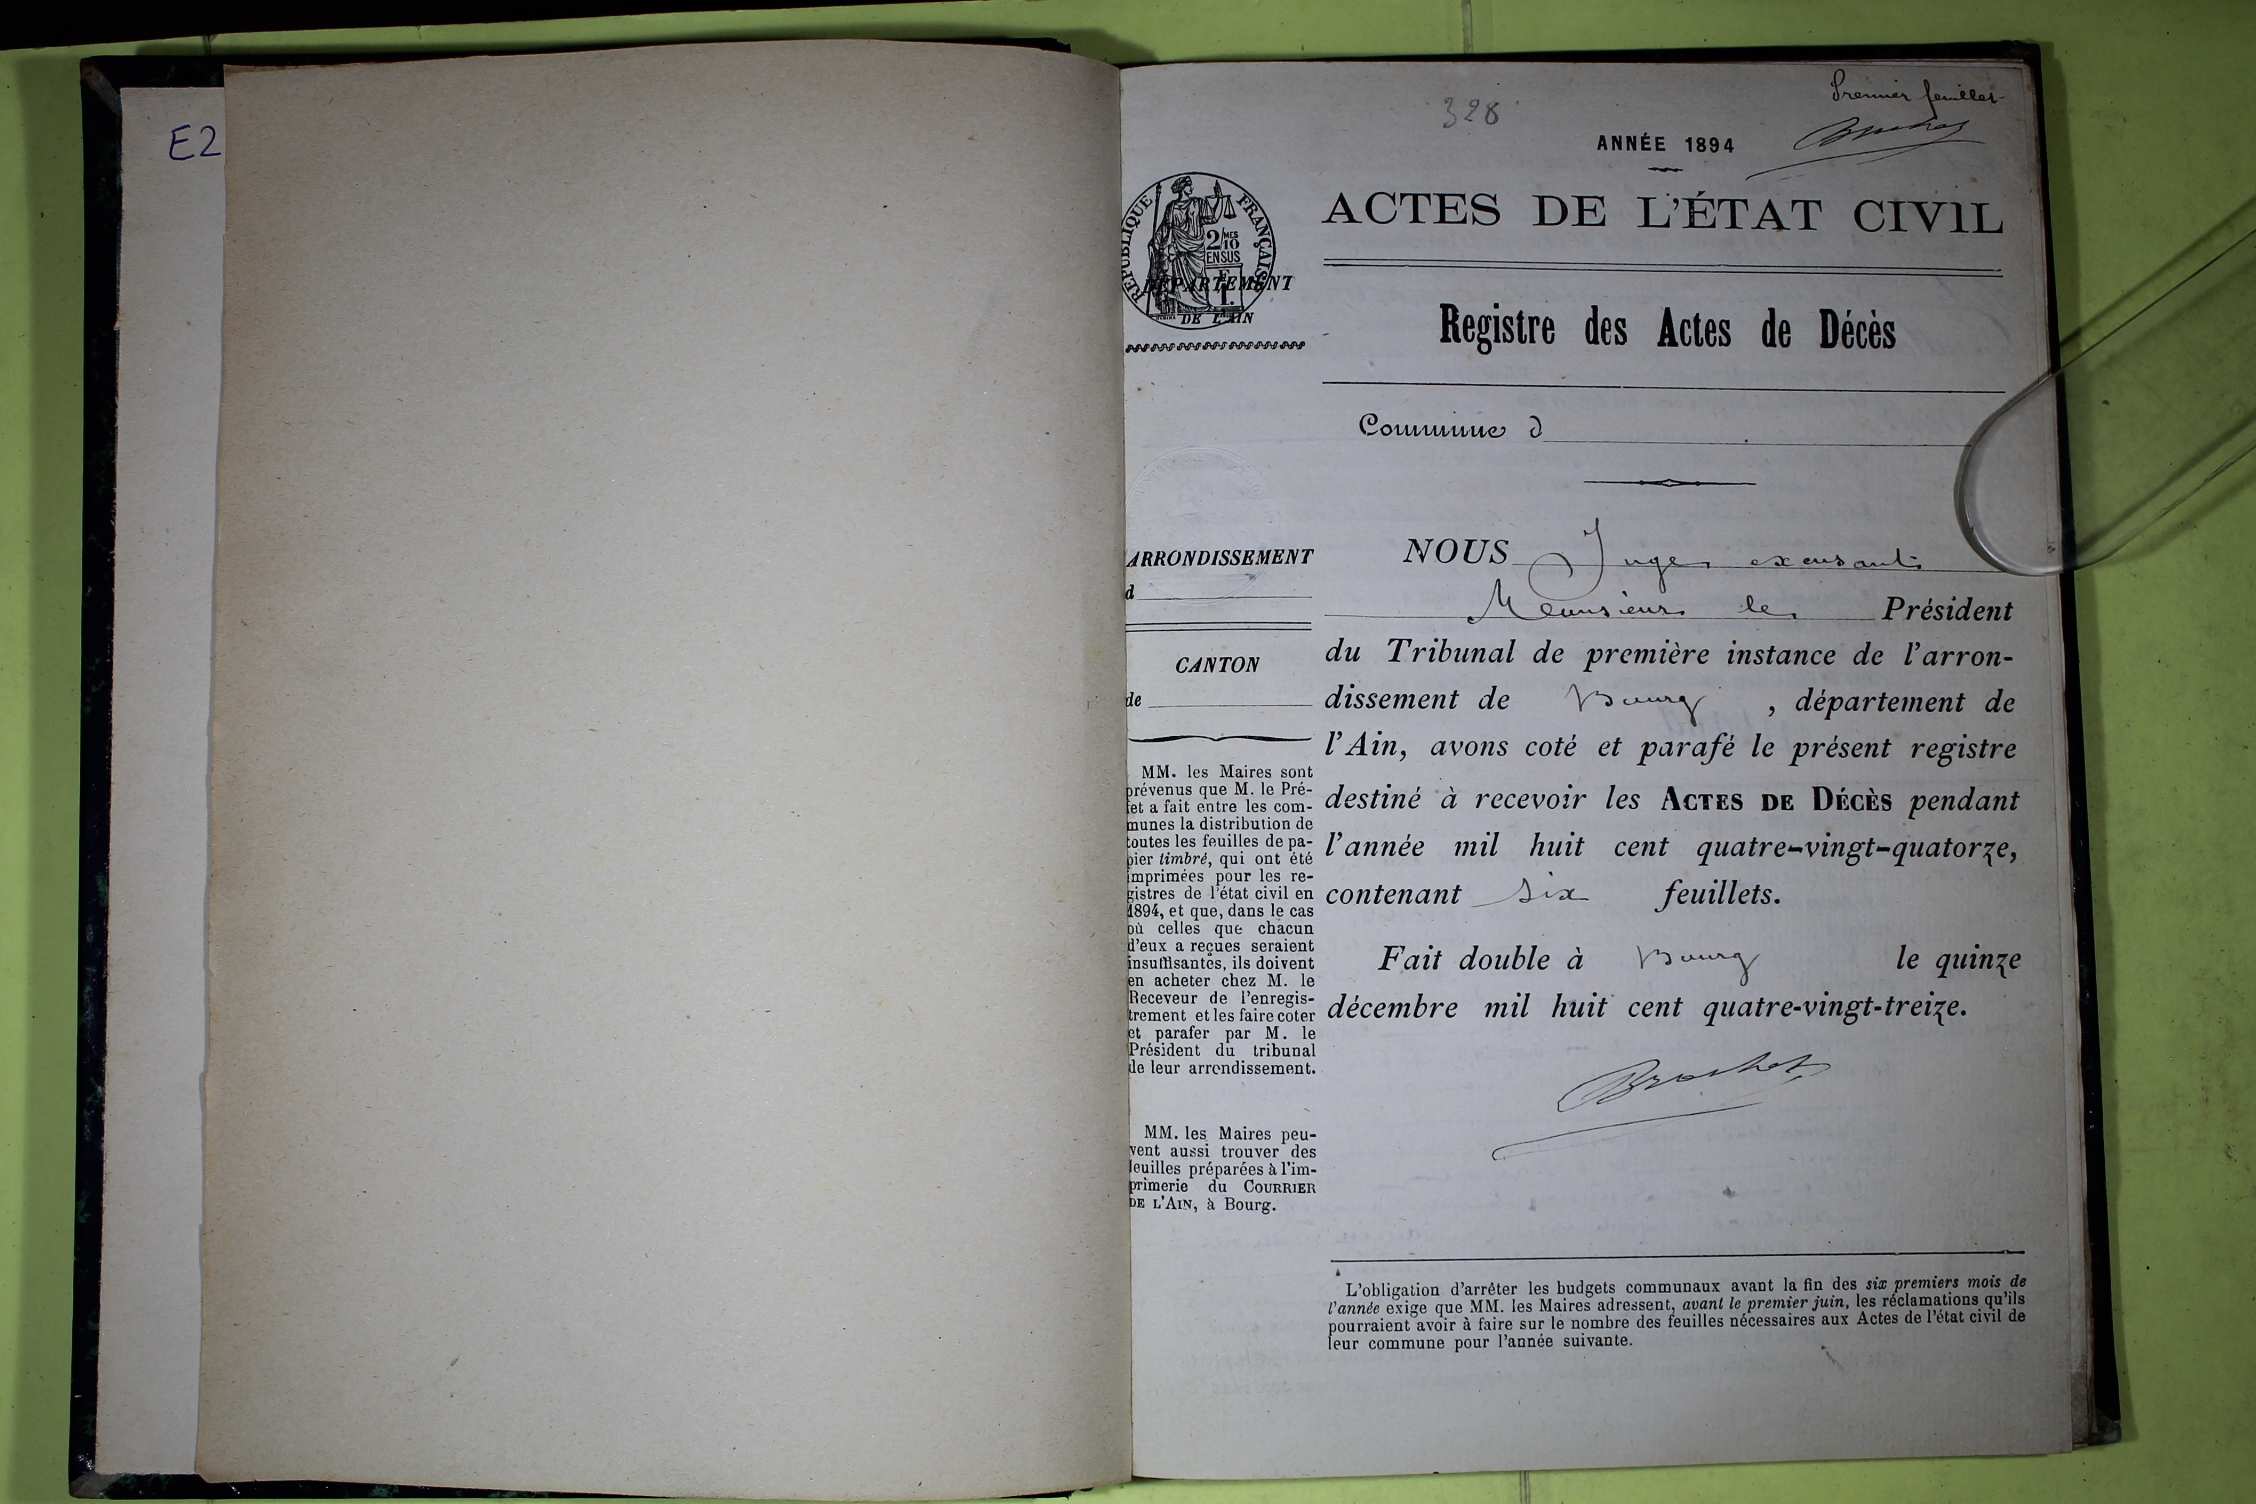 E2
328
Premier feuillet
ANNÉE 1894
ACTES DE L'ÉTAT CIVIL
RÉPUBLIQUE FRANÇAISE
2/10 MES
EN SUS
DÉPARTEMENT
DE L'AIN
Registre des Actes de Décès
Commune d
ARRONDISSEMENT
d
CANTON
de
MM. les Maires sont
prévenus que M. le Pré-
fet a fait entre les com-
munes la distribution de
toutes les feuilles de pa-
pier timbré, qui ont été
imprimées pour les re-
gistres de l'état civil en
1894, et que, dans le cas
où celles que chacun
d'eux a reçues seraient
insuffisantes, ils doivent
en acheter chez M. le
Receveur de l'enregis-
trement et les faire coter
et parafer par M. le
Président du tribunal
de leur arrondissement.
MM. les Maires peu-
vent aussi trouver des
feuilles préparées à l'im-
primerie du COURRIER
DE L'AIN, à Bourg.
NOUS Juge excusant
Monsieur le Président
du Tribunal de première instance de l'arron-
dissement de Bourg, département de
l'Ain, avons coté et parafé le présent registre
destiné à recevoir les ACTES DE DÉCÈS pendant
l'année mil huit cent quatre-vingt-quatorze,
contenant six feuillets.
Fait double à Bourg le quinze
décembre mil huit cent quatre-vingt-treize.
Brochet
L'obligation d'arrêter les budgets communaux avant la fin des six premiers mois de
l'année exige que MM. les Maires adressent, avant le premier juin, les réclamations qu'ils
pourraient avoir à faire sur le nombre des feuilles nécessaires aux Actes de l'état civil de
leur commune pour l'année suivante.